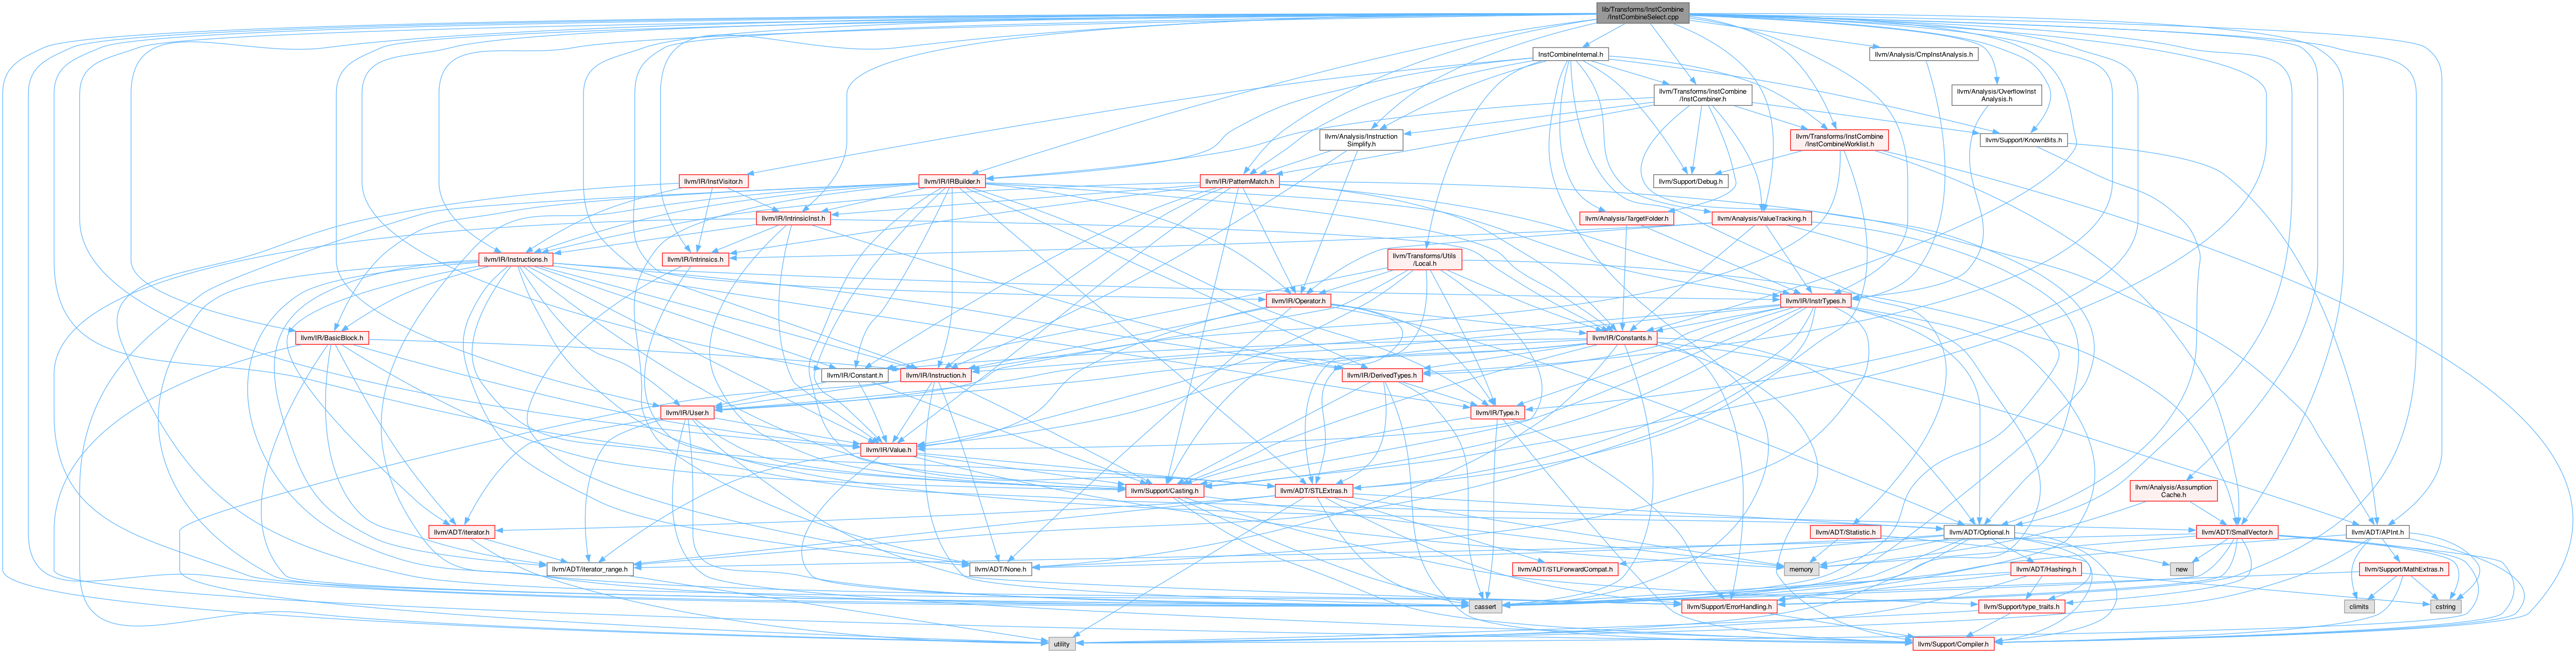 lib/Transforms/InstCombine
/InstCombineSelect.cpp
InstCombineInternal.h
llvm/Analysis/CmpInstAnalysis.h
llvm/Transforms/InstCombine
/InstCombiner.h
llvm/Analysis/OverflowInst
Analysis.h
llvm/Analysis/Instruction
Simplify.h
llvm/Transforms/InstCombine
/InstCombineWorklist.h
llvm/Support/KnownBits.h
llvm/IR/InstVisitor.h
llvm/IR/IRBuilder.h
llvm/IR/PatternMatch.h
llvm/Support/Debug.h
llvm/IR/IntrinsicInst.h
llvm/Analysis/TargetFolder.h
llvm/Analysis/ValueTracking.h
llvm/IR/Instructions.h
llvm/IR/Intrinsics.h
llvm/Transforms/Utils
/Local.h
llvm/IR/Operator.h
llvm/IR/InstrTypes.h
llvm/IR/BasicBlock.h
llvm/IR/Constants.h
llvm/IR/Constant.h
llvm/IR/Instruction.h
llvm/IR/DerivedTypes.h
llvm/IR/User.h
llvm/IR/Type.h
llvm/IR/Value.h
llvm/Support/Casting.h
llvm/ADT/STLExtras.h
llvm/Analysis/Assumption
Cache.h
llvm/ADT/iterator.h
llvm/ADT/Optional.h
llvm/ADT/Statistic.h
llvm/ADT/SmallVector.h
llvm/ADT/APInt.h
llvm/ADT/iterator_range.h
llvm/ADT/None.h
llvm/ADT/STLForwardCompat.h
memory
llvm/ADT/Hashing.h
new
llvm/Support/MathExtras.h
cassert
llvm/Support/ErrorHandling.h
llvm/Support/type_traits.h
climits
cstring
utility
llvm/Support/Compiler.h